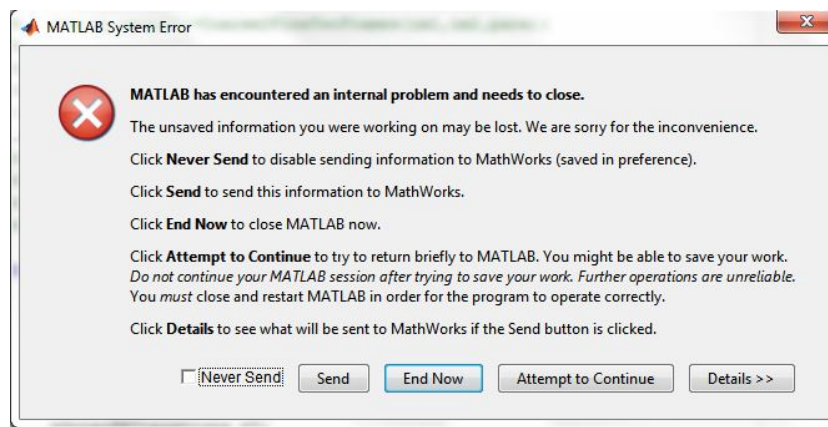 MATLAB System Error
MATLAB has encountered an internal problem and needs to close.
The unsaved information you were working on may be lost. We are sorry for the inconvenience.
Click Never Send to disable sending information to MathWorks (saved in preference).
Click Send to send this information to MathWorks.
Click End Now to close MATLAB now.
Click Attempt to Continue to try to return briefly to MATLAB. You might be able to save your work.
Do not continue your MATLAB session after trying to save your work. Further operations are unreliable.
You must close and restart MATLAB in order for the program to operate correctly.
Click Details to see what will be sent to MathWorks if the Send button is clicked.
Never Send Send End Now Attempt to Continue Details >>